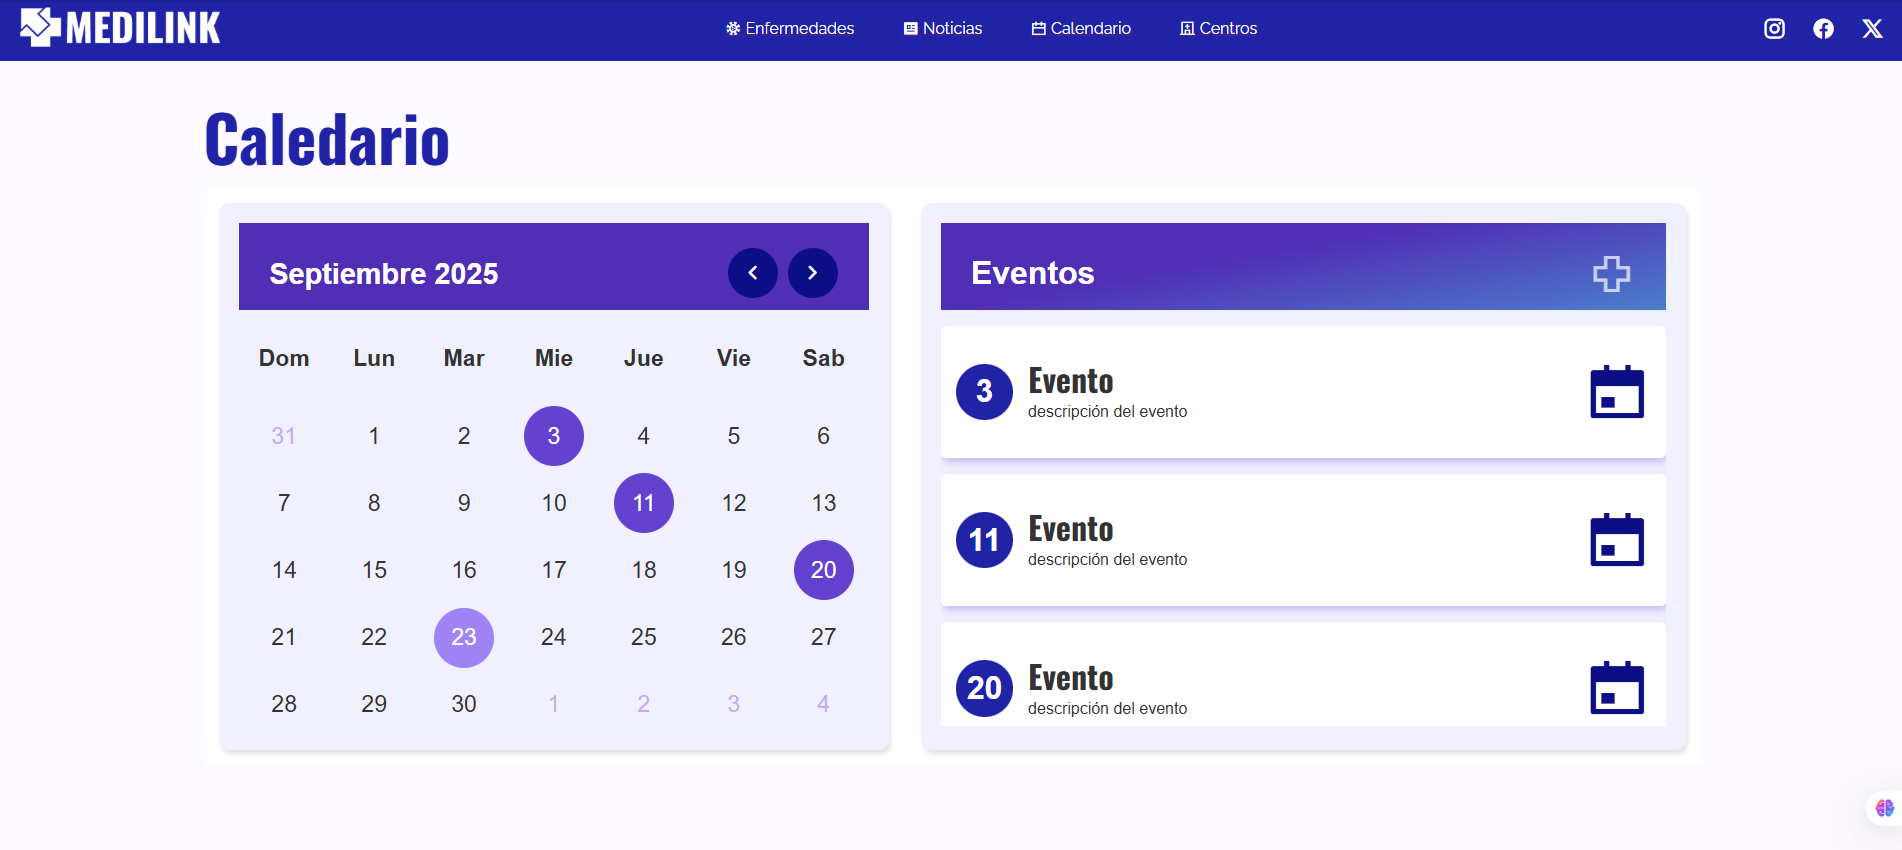 MEDILINK
Enfermedades Noticias Calendario Centros
Caledario
Septiembre 2025
Dom Lun Mar Mie Jue Vie Sab
31 1 2 3 4 5 6
7 8 9 10 11 12 13
14 15 16 17 18 19 20
21 22 23 24 25 26 27
28 29 30 1 2 3 4
Eventos
3 Evento
descripción del evento
11 Evento
descripción del evento
20 Evento
descripción del evento